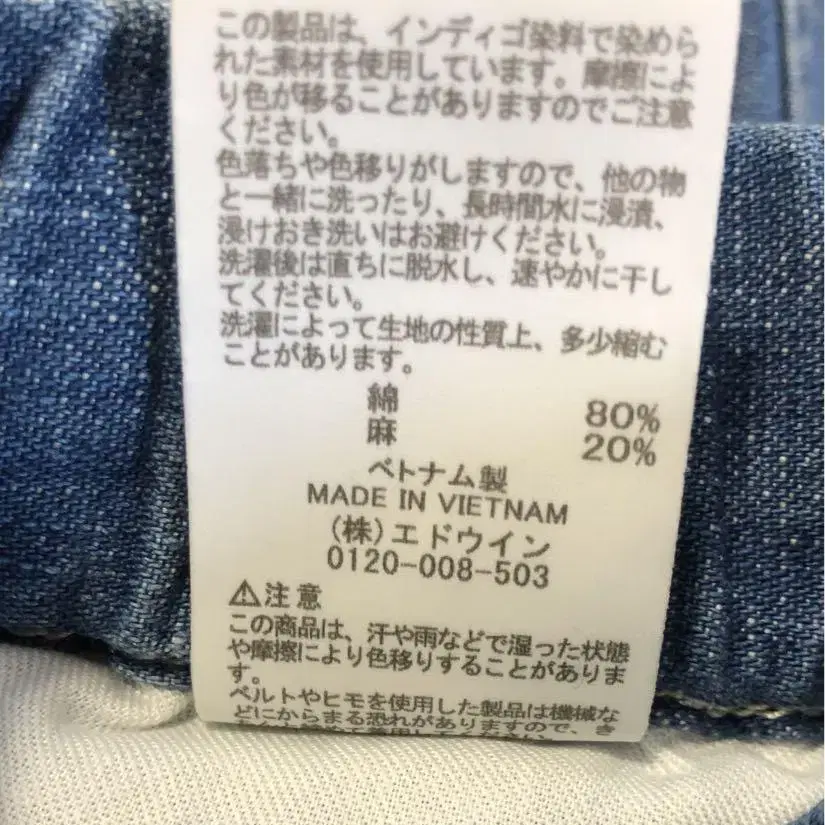 この製品は、インディゴ染料で染めら
れた素材を使用しています。摩擦によ
り色が移ることがありますのでご注意
ください。
色落ちや色移りがしますので、他の物
と一緒に洗ったり、長時間水に浸漬、
浸けおき洗いはお避けください。
洗濯後は直ちに脱水し、速やかに干し
てください。
洗濯によって生地の性質上、多少縮む
ことがあります。
綿 80%
麻 20%
ベトナム製
MADE IN VIETNAM
(株)エドウイン
0120-008-503
⚠注意
この商品は、汗や雨などで湿った状態
や摩擦により色移りすることがありま
す。
ベルトやヒモを使用した製品は機械な
どにからまる恐れがありますので、き